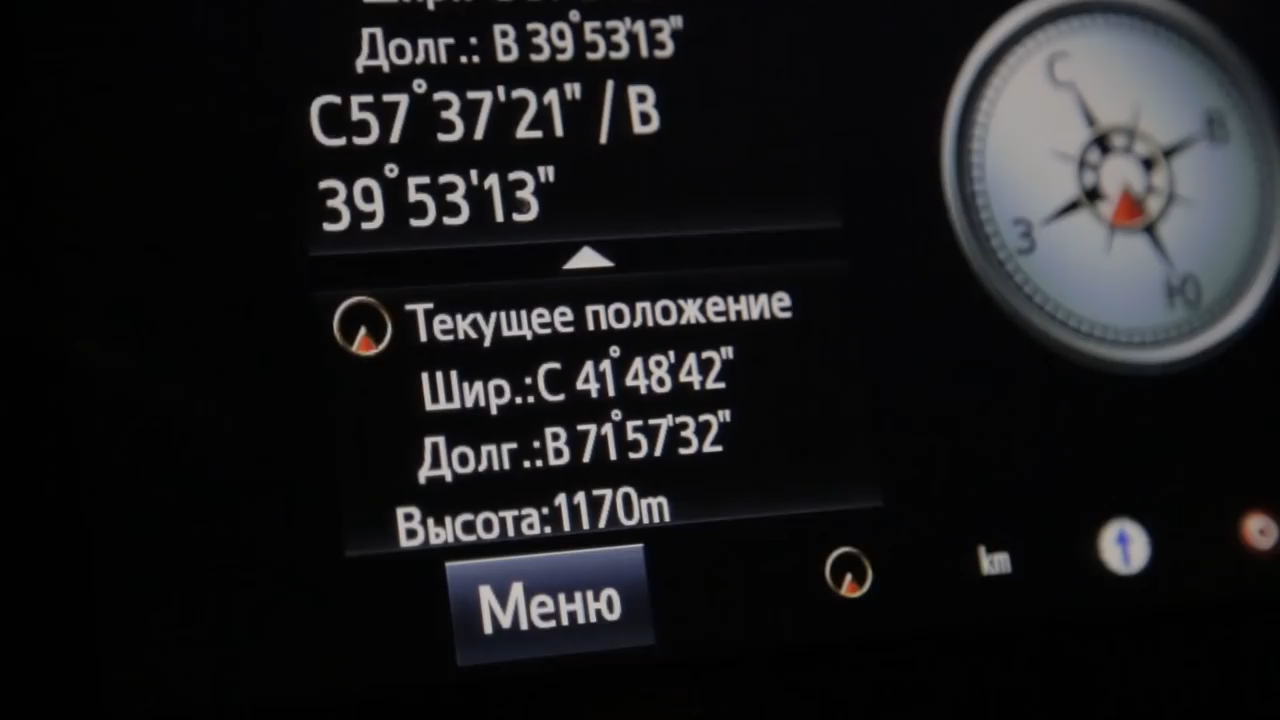 Долг.: В 39°53'13"
С57°37'21" / В
39°53'13"
Текущее положение
Шир.:С 41°48'42"
Долг.:В 71°57'32"
Высота:1170m
Меню
km
С
В
З
Ю